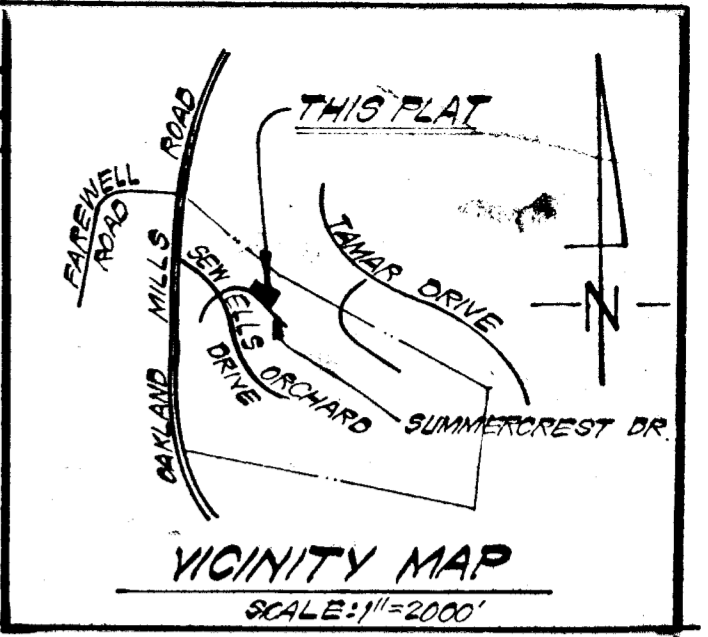 THIS PLAT
OAKLAND MILLS ROAD
FAREWELL
ROAD
TAMAR DRIVE
SEWELLS ORCHARD
DRIVE
SUMMERCREST DR.
N
VICINITY MAP
SCALE: 1"=2000'